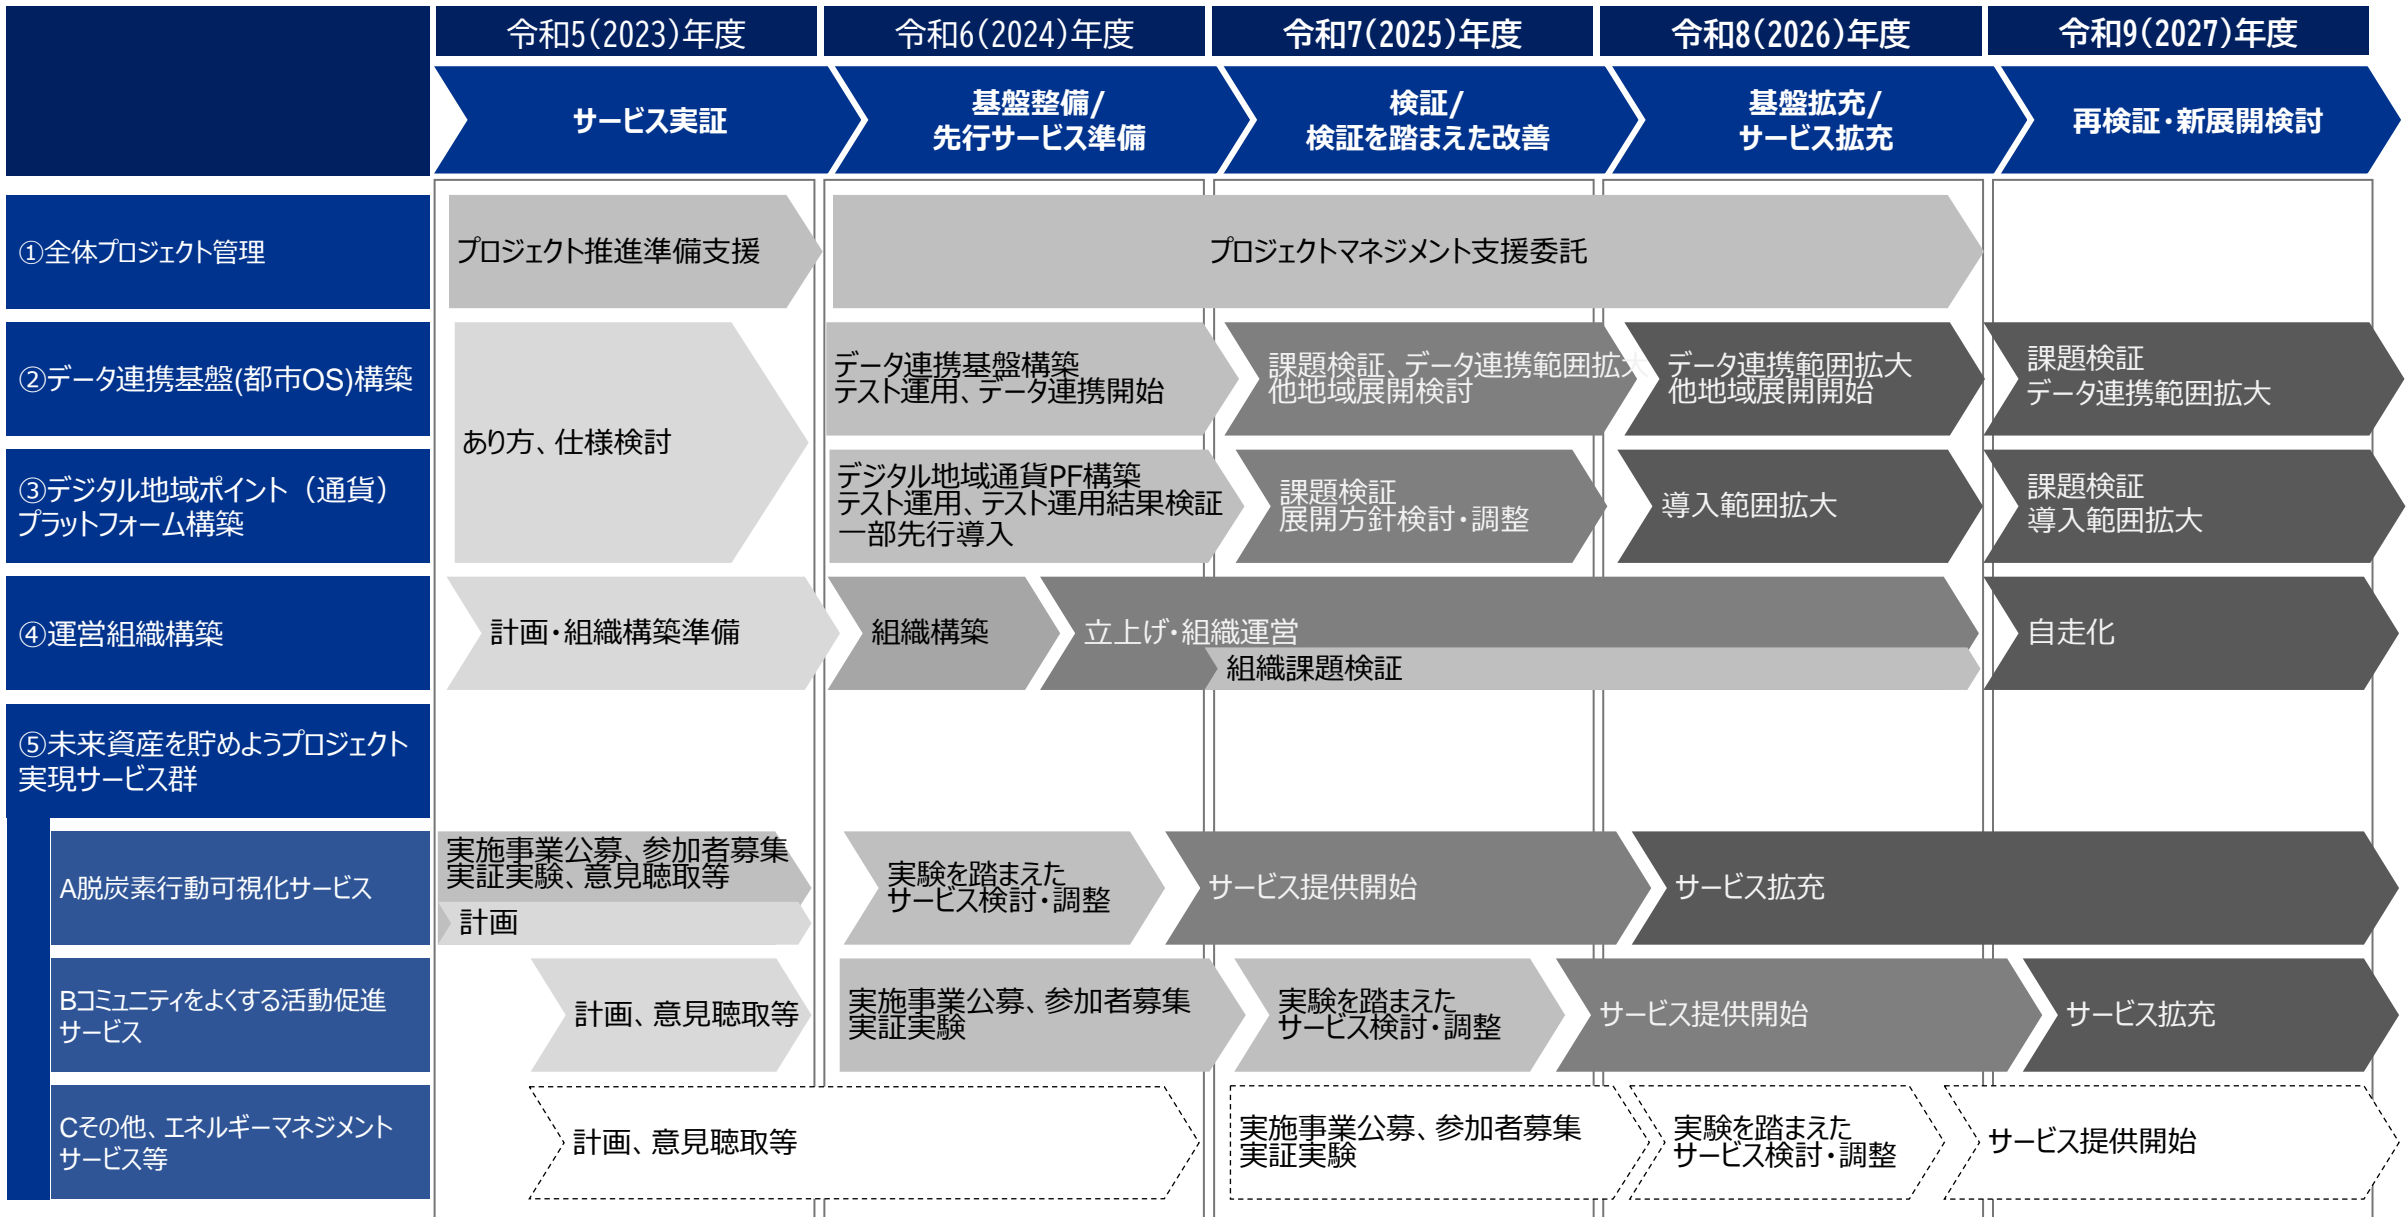 令和5(2023)年度
令和6(2024)年度
令和7(2025)年度
令和8(2026)年度
令和9(2027)年度
サービス実証
基盤整備/
先行サービス準備
検証/
検証を踏まえた改善
基盤拡充/
サービス拡充
再検証・新展開検討
①全体プロジェクト管理
プロジェクト推進準備支援
プロジェクトマネジメント支援委託
②データ連携基盤(都市OS)構築
あり方、仕様検討
データ連携基盤構築
テスト運用、データ連携開始
課題検証、データ連携範囲拡大
他地域展開検討
データ連携範囲拡大
他地域展開開始
課題検証
データ連携範囲拡大
③デジタル地域ポイント（通貨）
プラットフォーム構築
デジタル地域通貨PF構築
テスト運用、テスト運用結果検証
一部先行導入
課題検証
展開方針検討・調整
導入範囲拡大
課題検証
導入範囲拡大
④運営組織構築
計画・組織構築準備
組織構築
立上げ・組織運営
組織課題検証
自走化
⑤未来資産を貯めようプロジェクト
実現サービス群
A脱炭素行動可視化サービス
実施事業公募、参加者募集
実証実験、意見聴取等
計画
実験を踏まえた
サービス検討・調整
サービス提供開始
サービス拡充
Bコミュニティをよくする活動促進
サービス
計画、意見聴取等
実施事業公募、参加者募集
実証実験
実験を踏まえた
サービス検討・調整
サービス提供開始
サービス拡充
Cその他、エネルギーマネジメント
サービス等
計画、意見聴取等
実施事業公募、参加者募集
実証実験
実験を踏まえた
サービス検討・調整
サービス提供開始